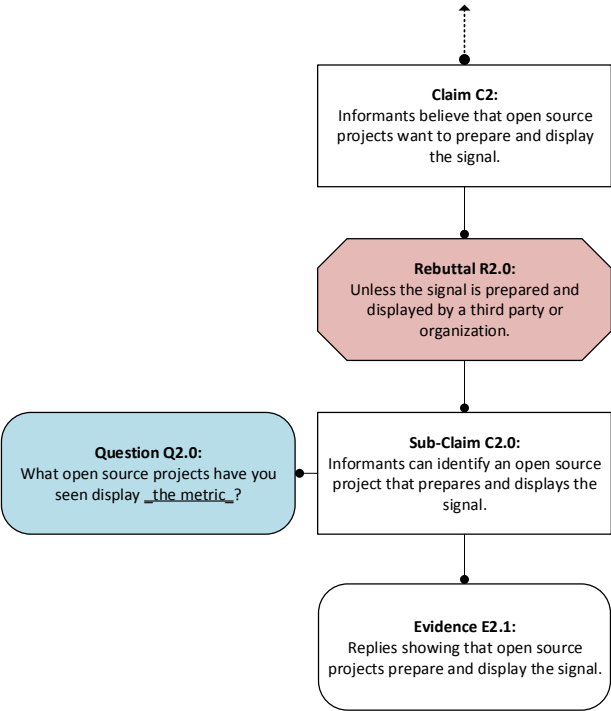 Claim C2:
Informants believe that open source
projects want to prepare and display
the signal.
Rebuttal R2.0:
Unless the signal is prepared and
displayed by a third party or
organization.
Question Q2.0:
What open source projects have you
seen display _the metric_?
Sub-Claim C2.0:
Informants can identify an open source
project that prepares and displays the
signal.
Evidence E2.1:
Replies showing that open source
projects prepare and display the signal.